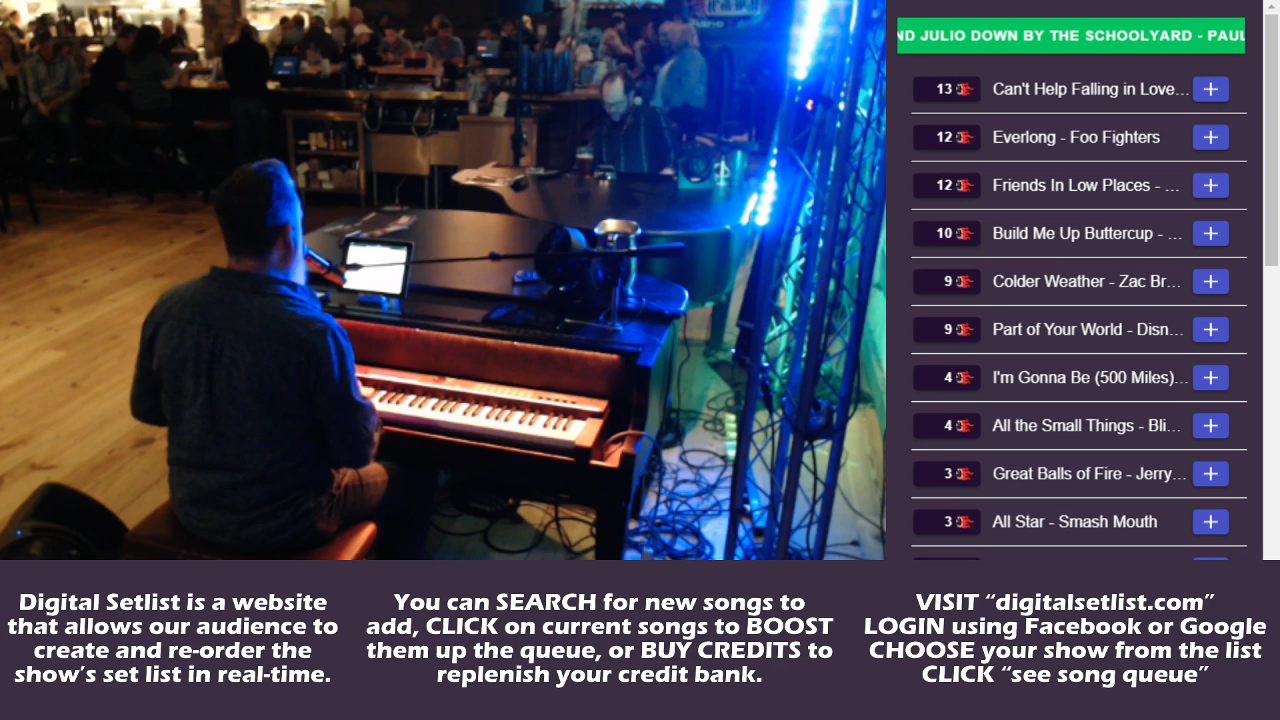 ND JULIO DOWN BY THE SCHOOLYARD - PAUL
13 Can't Help Falling in Love...
12 Everlong - Foo Fighters
12 Friends In Low Places - ...
10 Build Me Up Buttercup - ...
9 Colder Weather - Zac Br...
9 Part of Your World - Disn...
4 I'm Gonna Be (500 Miles)...
4 All the Small Things - Bli...
3 Great Balls of Fire - Jerry...
3 All Star - Smash Mouth
Digital Setlist is a website
that allows our audience to
create and re-order the
show's set list in real-time.
You can SEARCH for new songs to
add, CLICK on current songs to BOOST
them up the queue, or BUY CREDITS to
replenish your credit bank.
VISIT “digitalsetlist.com”
LOGIN using Facebook or Google
CHOOSE your show from the list
CLICK “see song queue”